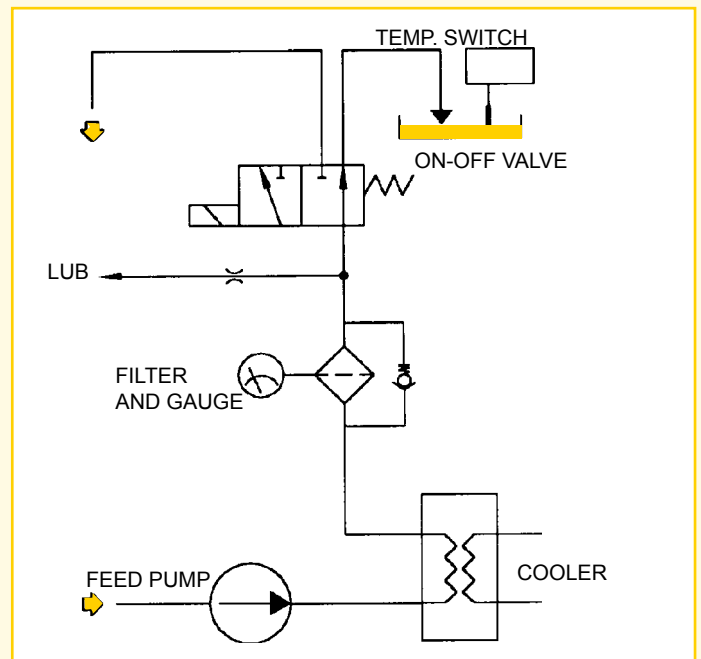 TEMP. SWITCH
ON-OFF VALVE
LUB
FILTER
AND GAUGE
COOLER
FEED PUMP